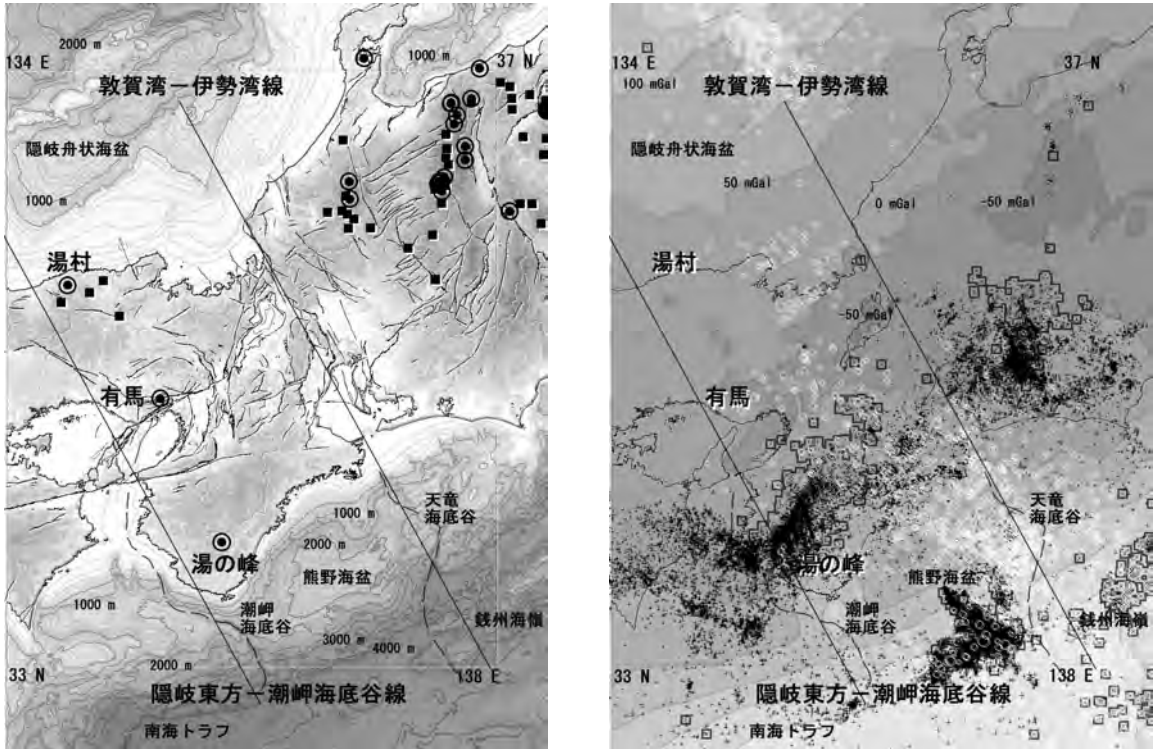 2000 m
134 E
1000 m
37 N
敦賀湾－伊勢湾線
隠岐舟状海盆
1000 m
湯村
有馬
天竜
海底谷
1000 m
2000 m
湯の峰
熊野海盆
1000 m
潮岬
海底谷
銭州海嶺
3000 m
4000 m
2000 m
33 N
138 E
隠岐東方－潮岬海底谷線
南海トラフ
134 E
37 N
100 mGal
敦賀湾－伊勢湾線
隠岐舟状海盆
50 mGal
0 mGal
-50 mGal
湯村
-50 mGal
有馬
天竜
海底谷
湯の峰
熊野海盆
潮岬
海底谷
銭州海嶺
33 N
138 E
隠岐東方－潮岬海底谷線
南海トラフ